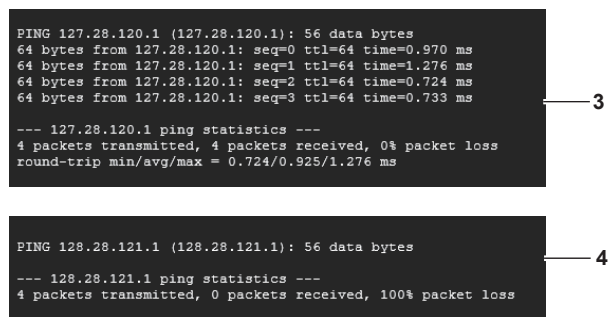 PING 127.28.120.1 (127.28.120.1): 56 data bytes
64 bytes from 127.28.120.1: seq=0 ttl=64 time=0.970 ms
64 bytes from 127.28.120.1: seq=1 ttl=64 time=1.276 ms
64 bytes from 127.28.120.1: seq=2 ttl=64 time=0.724 ms
64 bytes from 127.28.120.1: seq=3 ttl=64 time=0.733 ms
3
--- 127.28.120.1 ping statistics ---
4 packets transmitted, 4 packets received, 0% packet loss
round-trip min/avg/max = 0.724/0.925/1.276 ms
PING 128.28.121.1 (128.28.121.1): 56 data bytes
4
--- 128.28.121.1 ping statistics ---
4 packets transmitted, 0 packets received, 100% packet loss